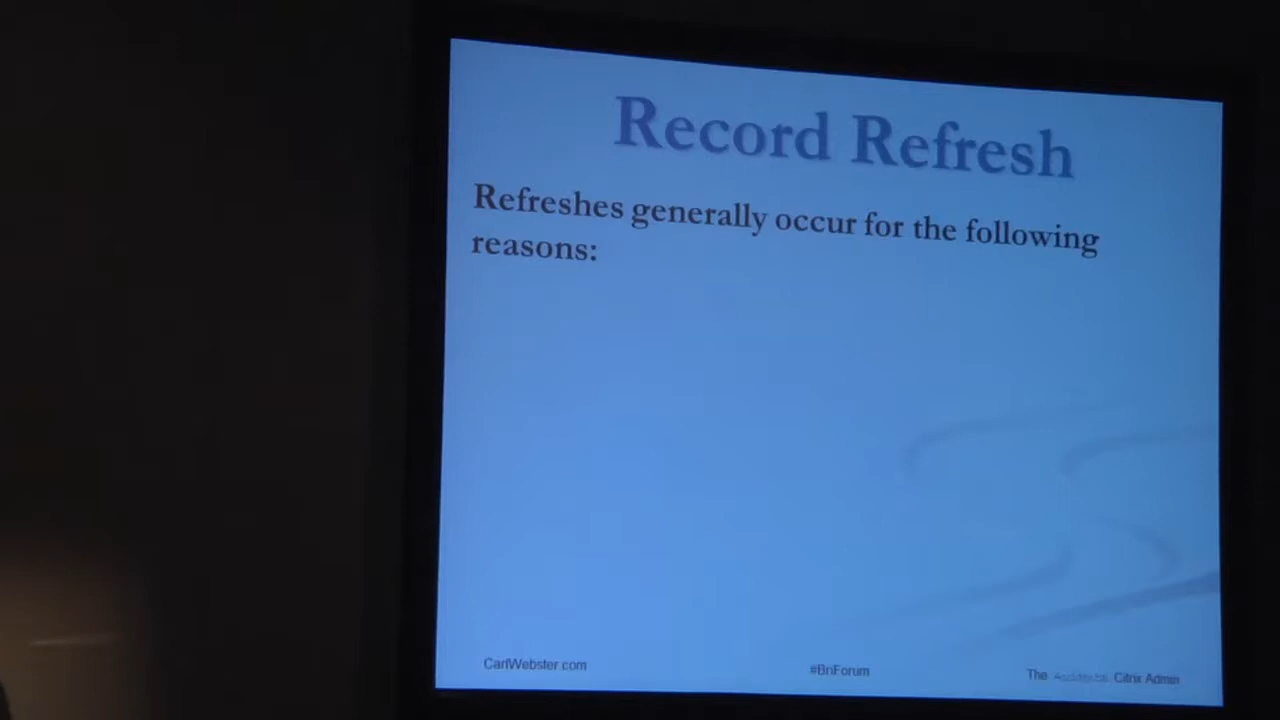 Record Refresh
Refreshes generally occur for the following
reasons:
CarlWebster.com
#BriForum
The Accidental Citrix Admin